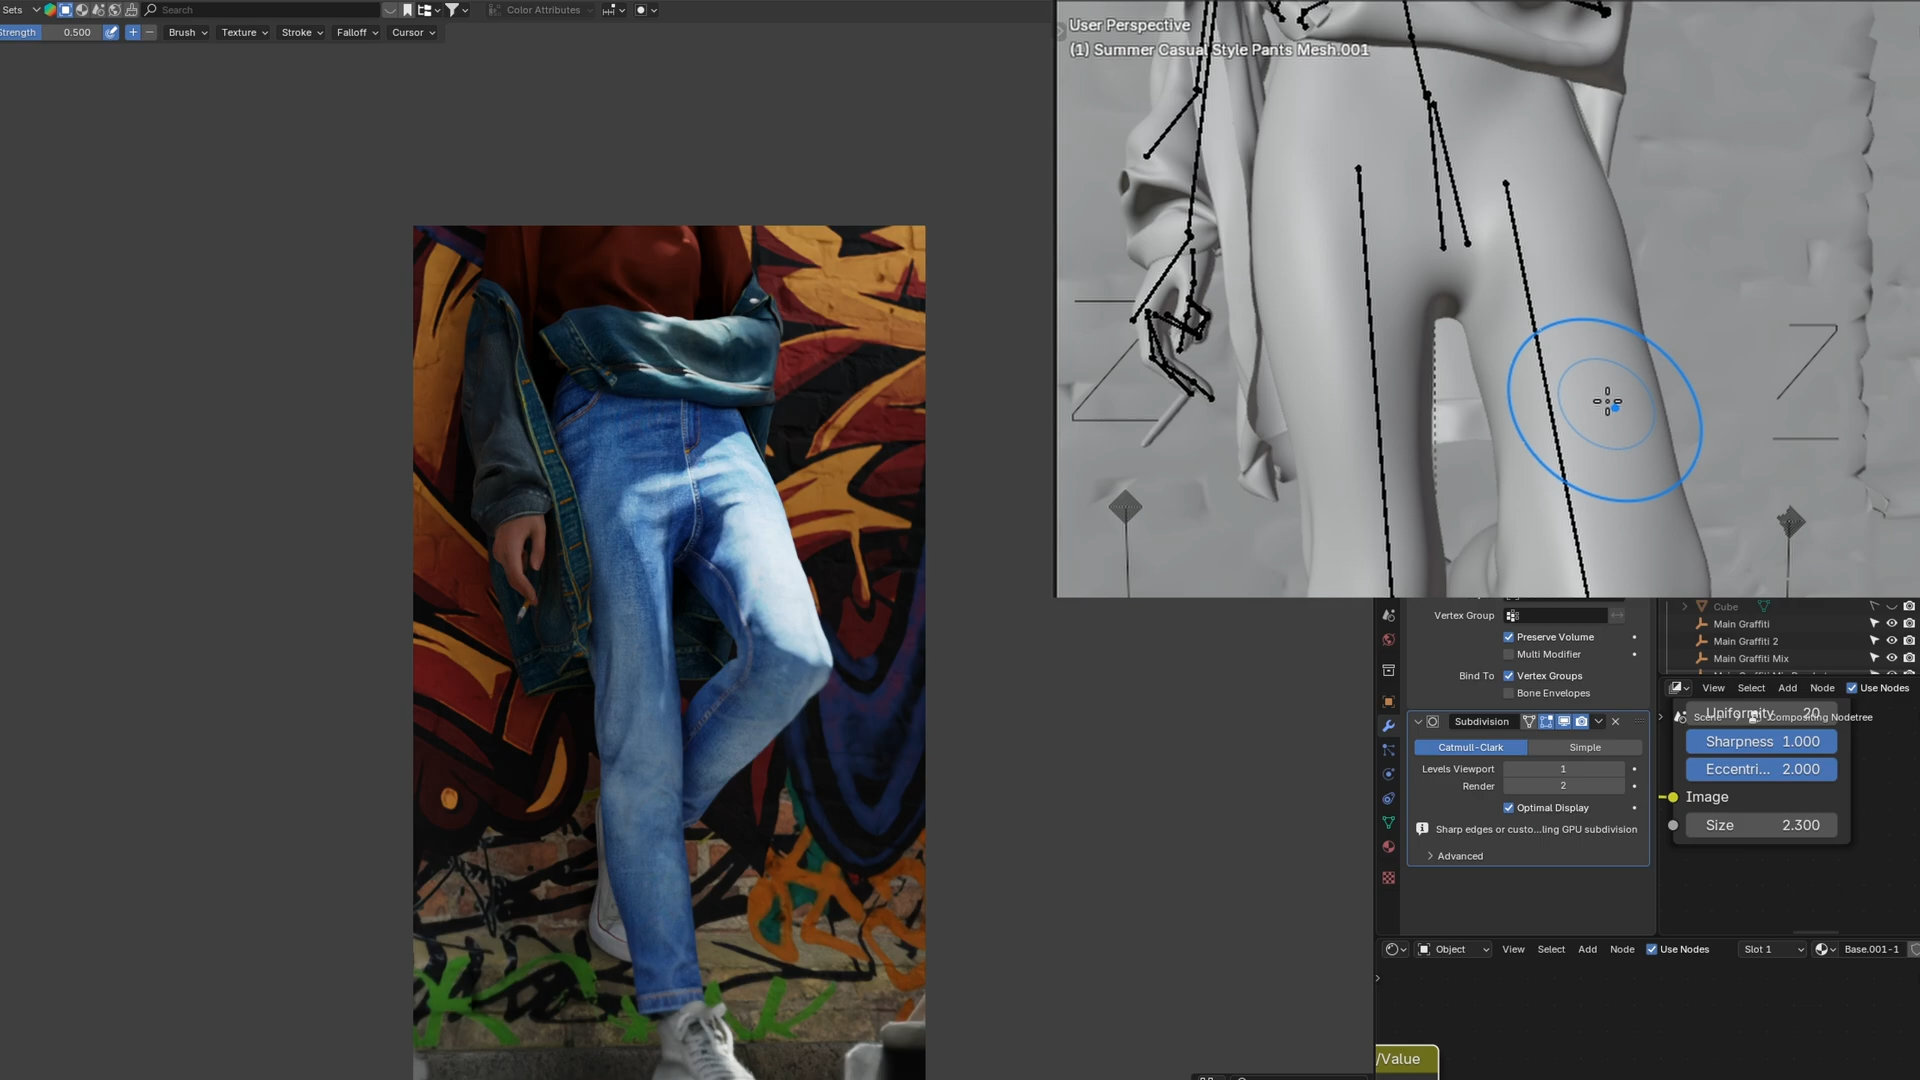 Sets Search Color Attributes
Strength 0.500 Brush Texture Stroke Falloff Cursor
User Perspective
(1) Summer Casual Style Pants Mesh.001
Vertex Group
Preserve Volume
Multi Modifier
Bind To Vertex Groups
Bone Envelopes
Subdivision
Catmull-Clark Simple
Levels Viewport 1
Render 2
Optimal Display
Sharp edges or custo...ling GPU subdivision
Advanced
Cube
Main Graffiti
Main Graffiti 2
Main Graffiti Mix
View Select Add Node Use Nodes
Uniformity 20
Scene Compositing Nodetree
Sharpness 1.000
Eccentri... 2.000
Image
Size 2.300
Object View Select Add Node Use Nodes Slot 1 Base.001-1
/Value